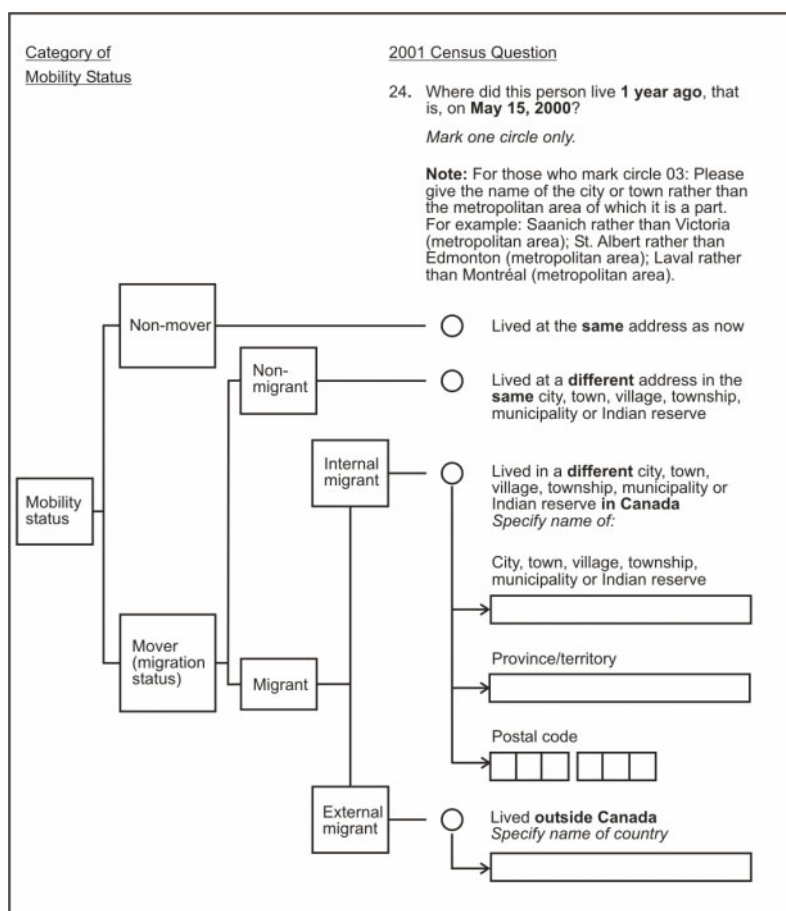 Category of
Mobility Status
2001 Census Question
24. Where did this person live 1 year ago, that
is, on May 15, 2000?
Mark one circle only.
Note: For those who mark circle 03: Please
give the name of the city or town rather than
the metropolitan area of which it is a part.
For example: Saanich rather than Victoria
(metropolitan area); St. Albert rather than
Edmonton (metropolitan area); Laval rather
than Montréal (metropolitan area).
Non-mover
Lived at the same address as now
Non-
migrant
Lived at a different address in the
same city, town, village, township,
municipality or Indian reserve
Internal
migrant
Lived in a different city, town,
village, township, municipality or
Indian reserve in Canada
Specify name of:
Mobility
status
City, town, village, township,
municipality or Indian reserve
Mover
(migration
status)
Migrant
Province/territory
Postal code
External
migrant
Lived outside Canada
Specify name of country